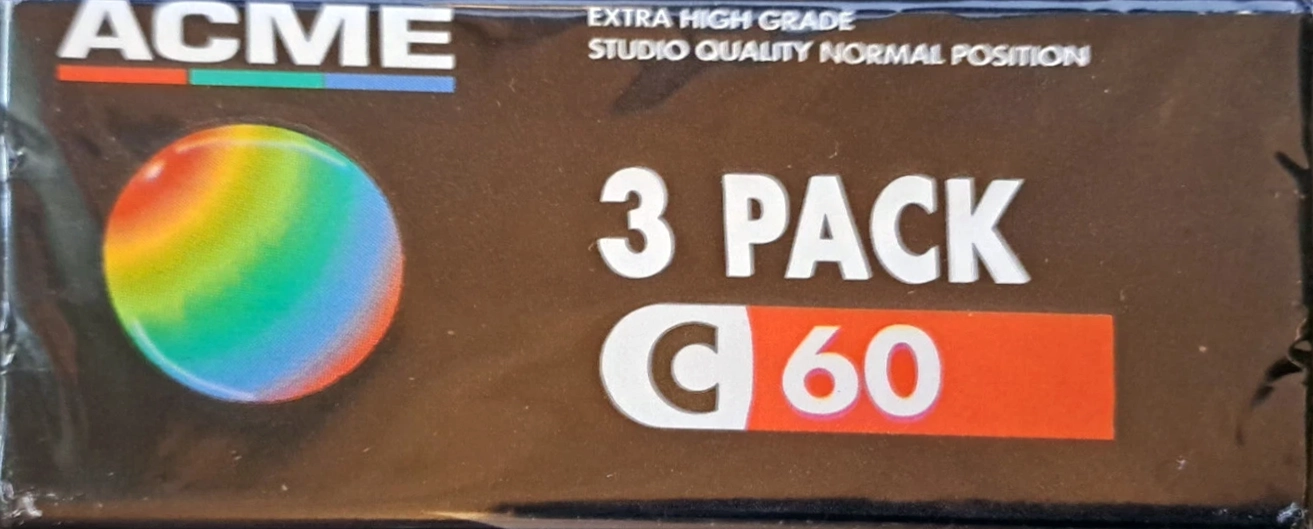 ACME
EXTRA HIGH GRADE
STUDIO QUALITY NORMAL POSITION
3 PACK
C 60